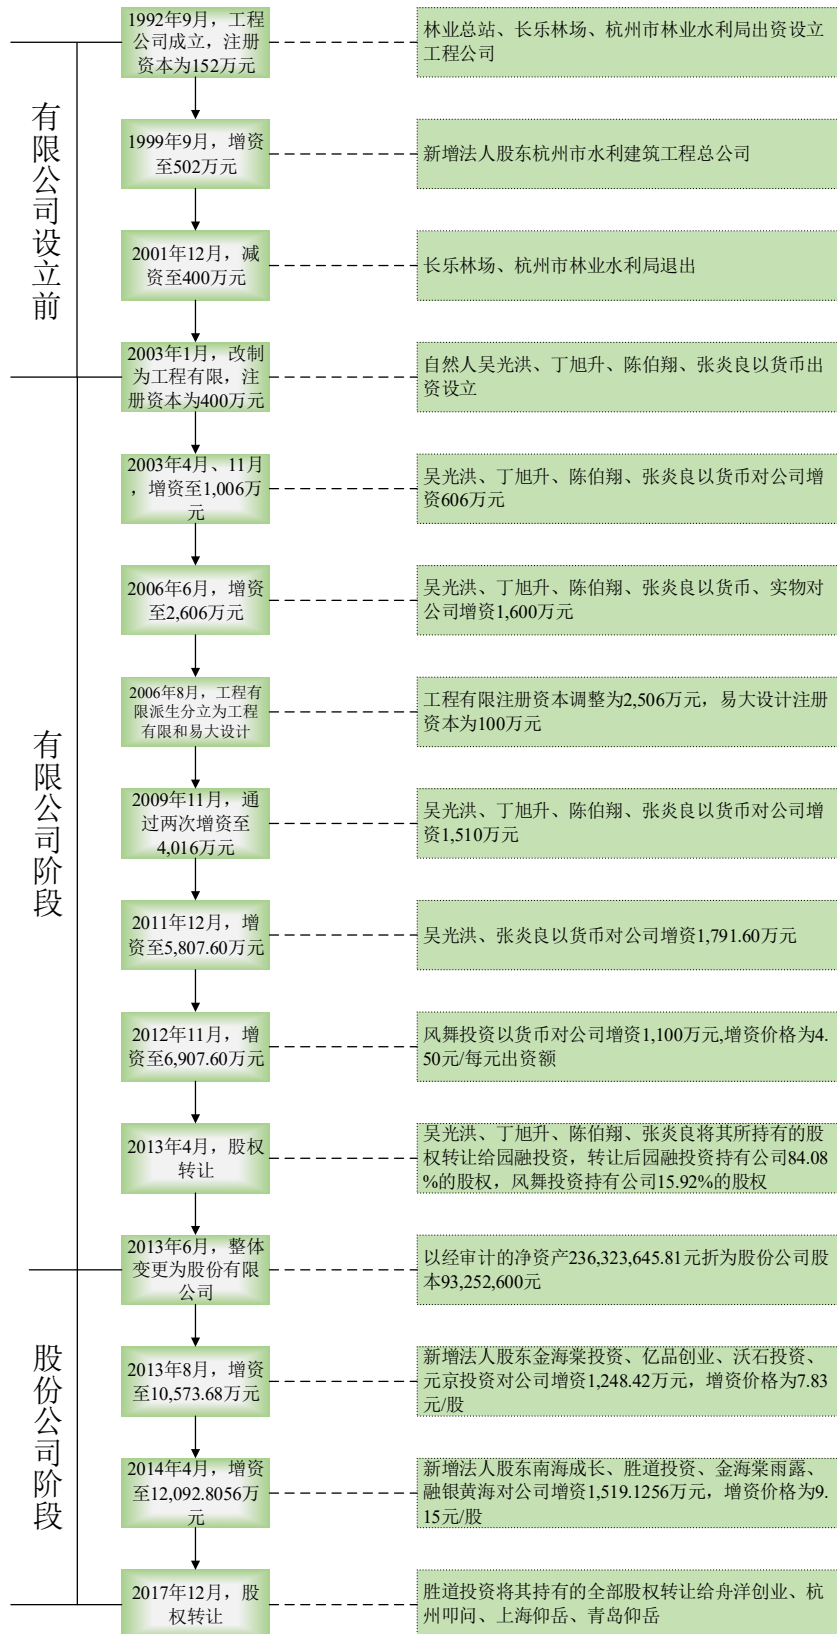 有限公司设立前
1992年9月，工程
公司成立，注册
资本为152万元
林业总站、长乐林场、杭州市林业水利局出资设立
工程公司
1999年9月，增资
至502万元
新增法人股东杭州市水利建筑工程总公司
2001年12月，减
资至400万元
长乐林场、杭州市林业水利局退出
2003年1月，改制
为工程有限，注
册资本为400万元
自然人吴光洪、丁旭升、陈伯翔、张炎良以货币出
资设立
有限公司阶段
2003年4月、11月
，增资至1,006万
元
吴光洪、丁旭升、陈伯翔、张炎良以货币对公司增
资606万元
2006年6月，增资
至2,606万元
吴光洪、丁旭升、陈伯翔、张炎良以货币、实物对
公司增资1,600万元
2006年8月，工程有
限派生分立为工程
有限和易大设计
工程有限注册资本调整为2,506万元，易大设计注册
资本为100万元
2009年11月，通
过两次增资至
4,016万元
吴光洪、丁旭升、陈伯翔、张炎良以货币对公司增
资1,510万元
2011年12月，增
资至5,807.60万元
吴光洪、张炎良以货币对公司增资1,791.60万元
2012年11月，增
资至6,907.60万元
风舞投资以货币对公司增资1,100万元,增资价格为4.
50元/每元出资额
2013年4月，股权
转让
吴光洪、丁旭升、陈伯翔、张炎良将其所持有的股
权转让给园融投资，转让后园融投资持有公司84.08
%的股权，风舞投资持有公司15.92%的股权
2013年6月，整体
变更为股份有限
公司
以经审计的净资产236,323,645.81元折为股份公司股
本93,252,600元
股份公司阶段
2013年8月，增资
至10,573.68万元
新增法人股东金海棠投资、亿品创业、沃石投资、
元京投资对公司增资1,248.42万元，增资价格为7.83
元/股
2014年4月，增资
至12,092.8056万
元
新增法人股东南海成长、胜道投资、金海棠雨露、
融银黄海对公司增资1,519.1256万元，增资价格为9.
15元/股
2017年12月，股
权转让
胜道投资将其持有的全部股权转让给舟洋创业、杭
州叩问、上海仰岳、青岛仰岳